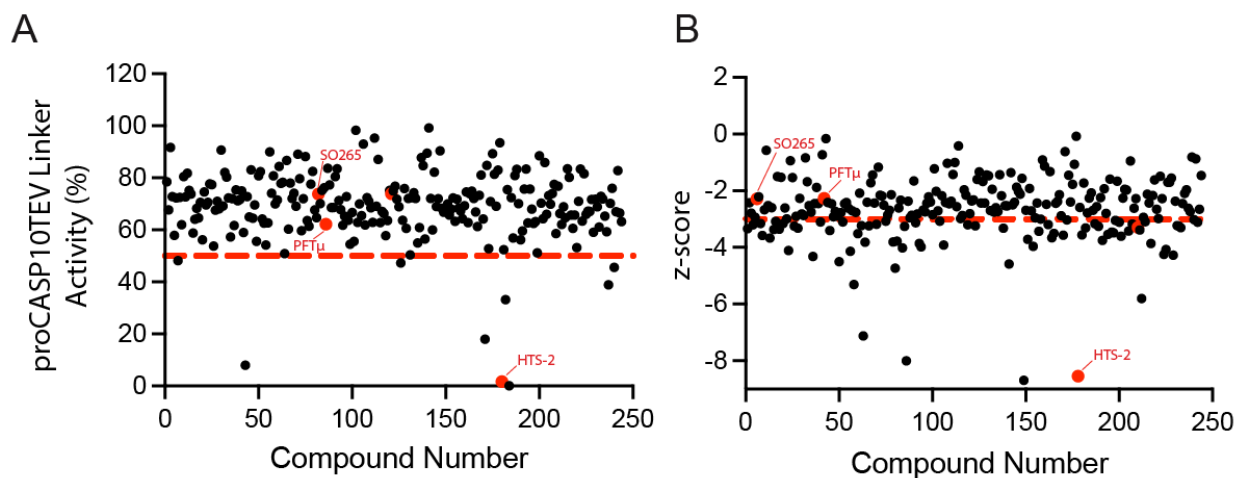 A
proCASP10TEV Linker
Activity (%)
120
100
80
60
40
20
0
SO265
PFTμ
HTS-2
0
50
100
150
200
250
Compound Number
B
z-score
2
0
-2
-4
-6
-8
SO265
PFTμ
HTS-2
0
50
100
150
200
250
Compound Number